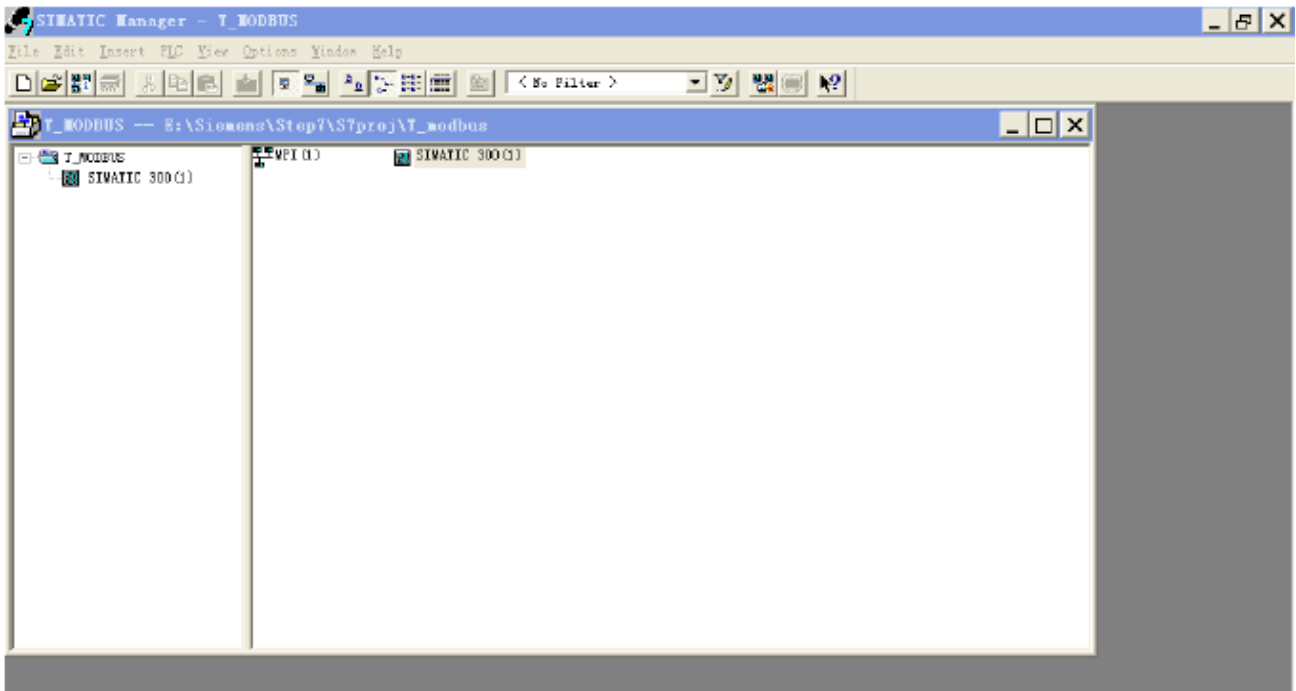 SIMATIC Manager - T_MODBUS
File Edit Insert PLC View Options Window Help
< No Filter >
T_MODBUS -- E:\Siemens\Step7\S7proj\T_modbus
T_MODBUS
SIMATIC 300(1)
MPI(1) SIMATIC 300(1)